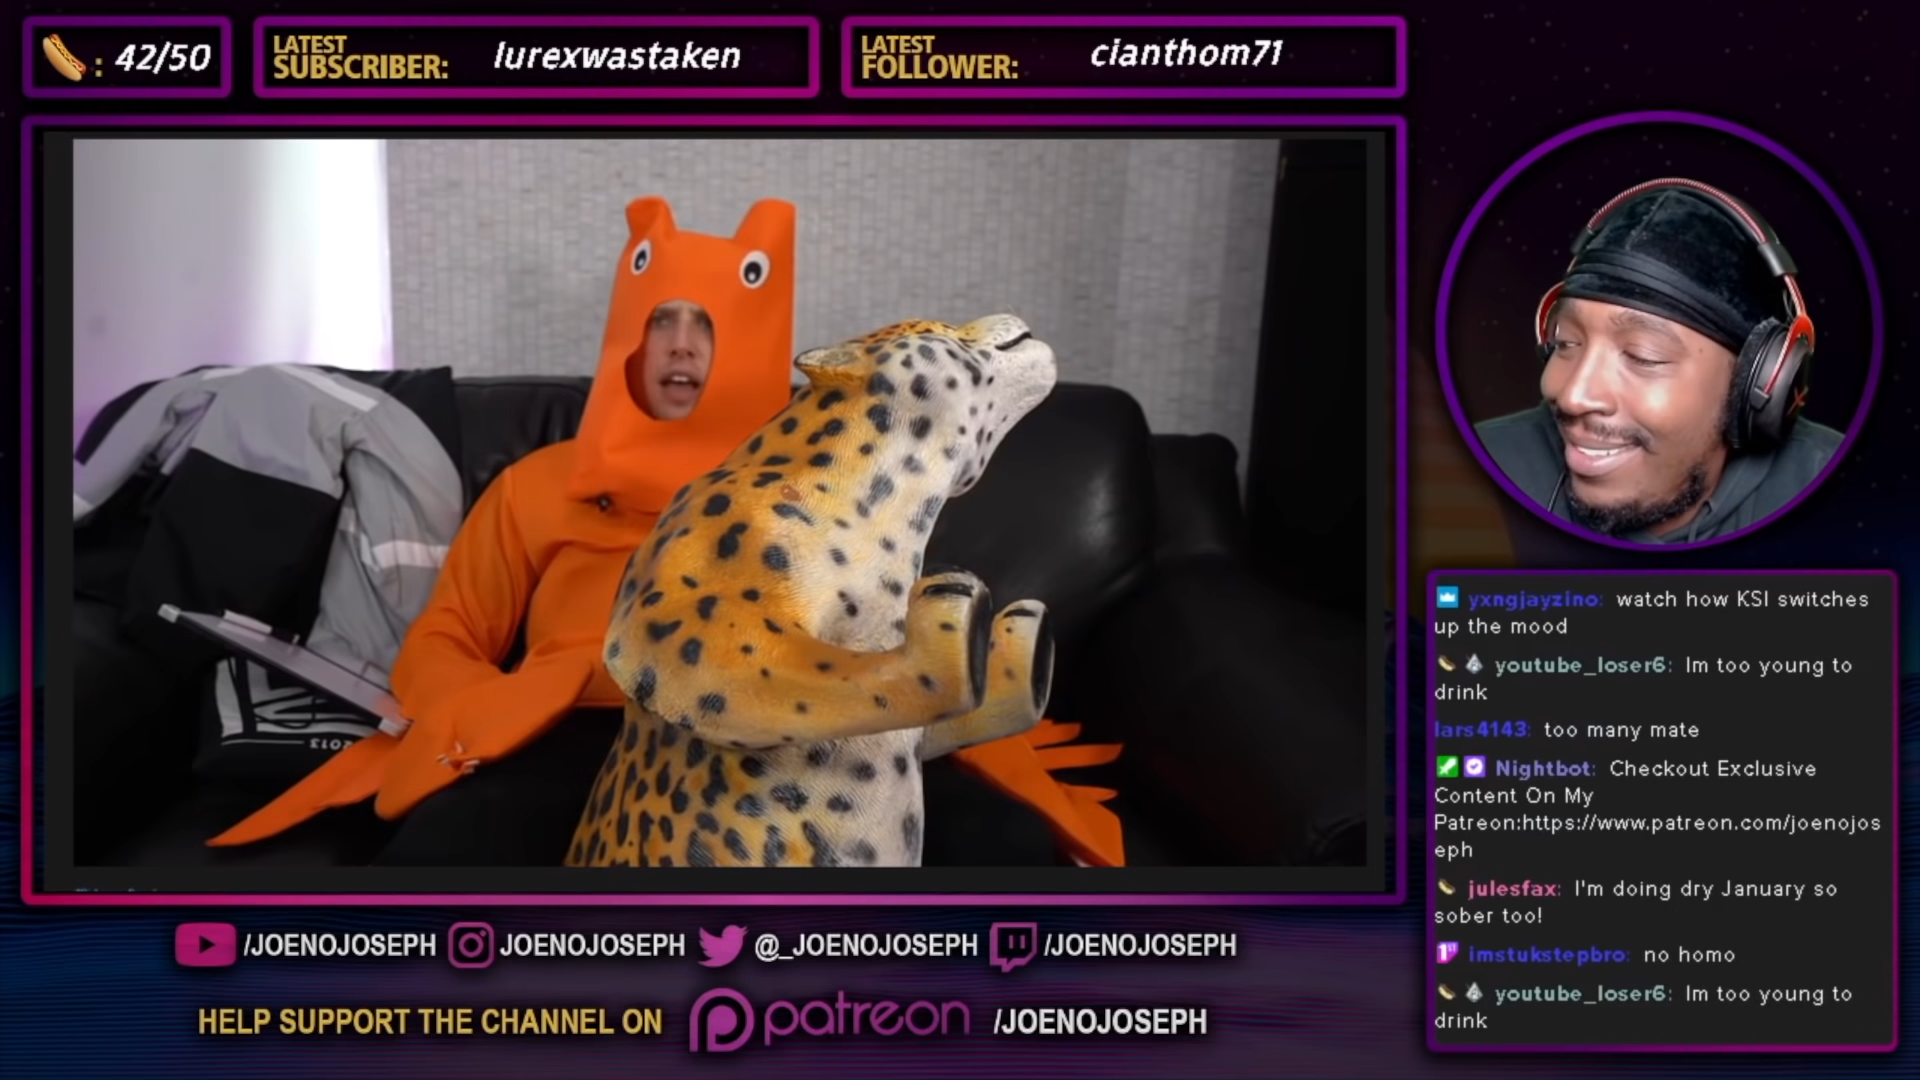 : 42/50
LATEST
SUBSCRIBER:
lurexwastaken
LATEST
FOLLOWER:
cianthom71
yxngjayzino: watch how KSI switches
up the mood
youtube_loser6: Im too young to
drink
lars4143: too many mate
Nightbot: Checkout Exclusive
Content On My
Patreon:https://www.patreon.com/joenojos
eph
julesfax: I'm doing dry January so
sober too!
imstukstepbro: no homo
youtube_loser6: Im too young to
drink
/JOENOJOSEPH
JOENOJOSEPH
@_JOENOJOSEPH
/JOENOJOSEPH
HELP SUPPORT THE CHANNEL ON
patreon
/JOENOJOSEPH